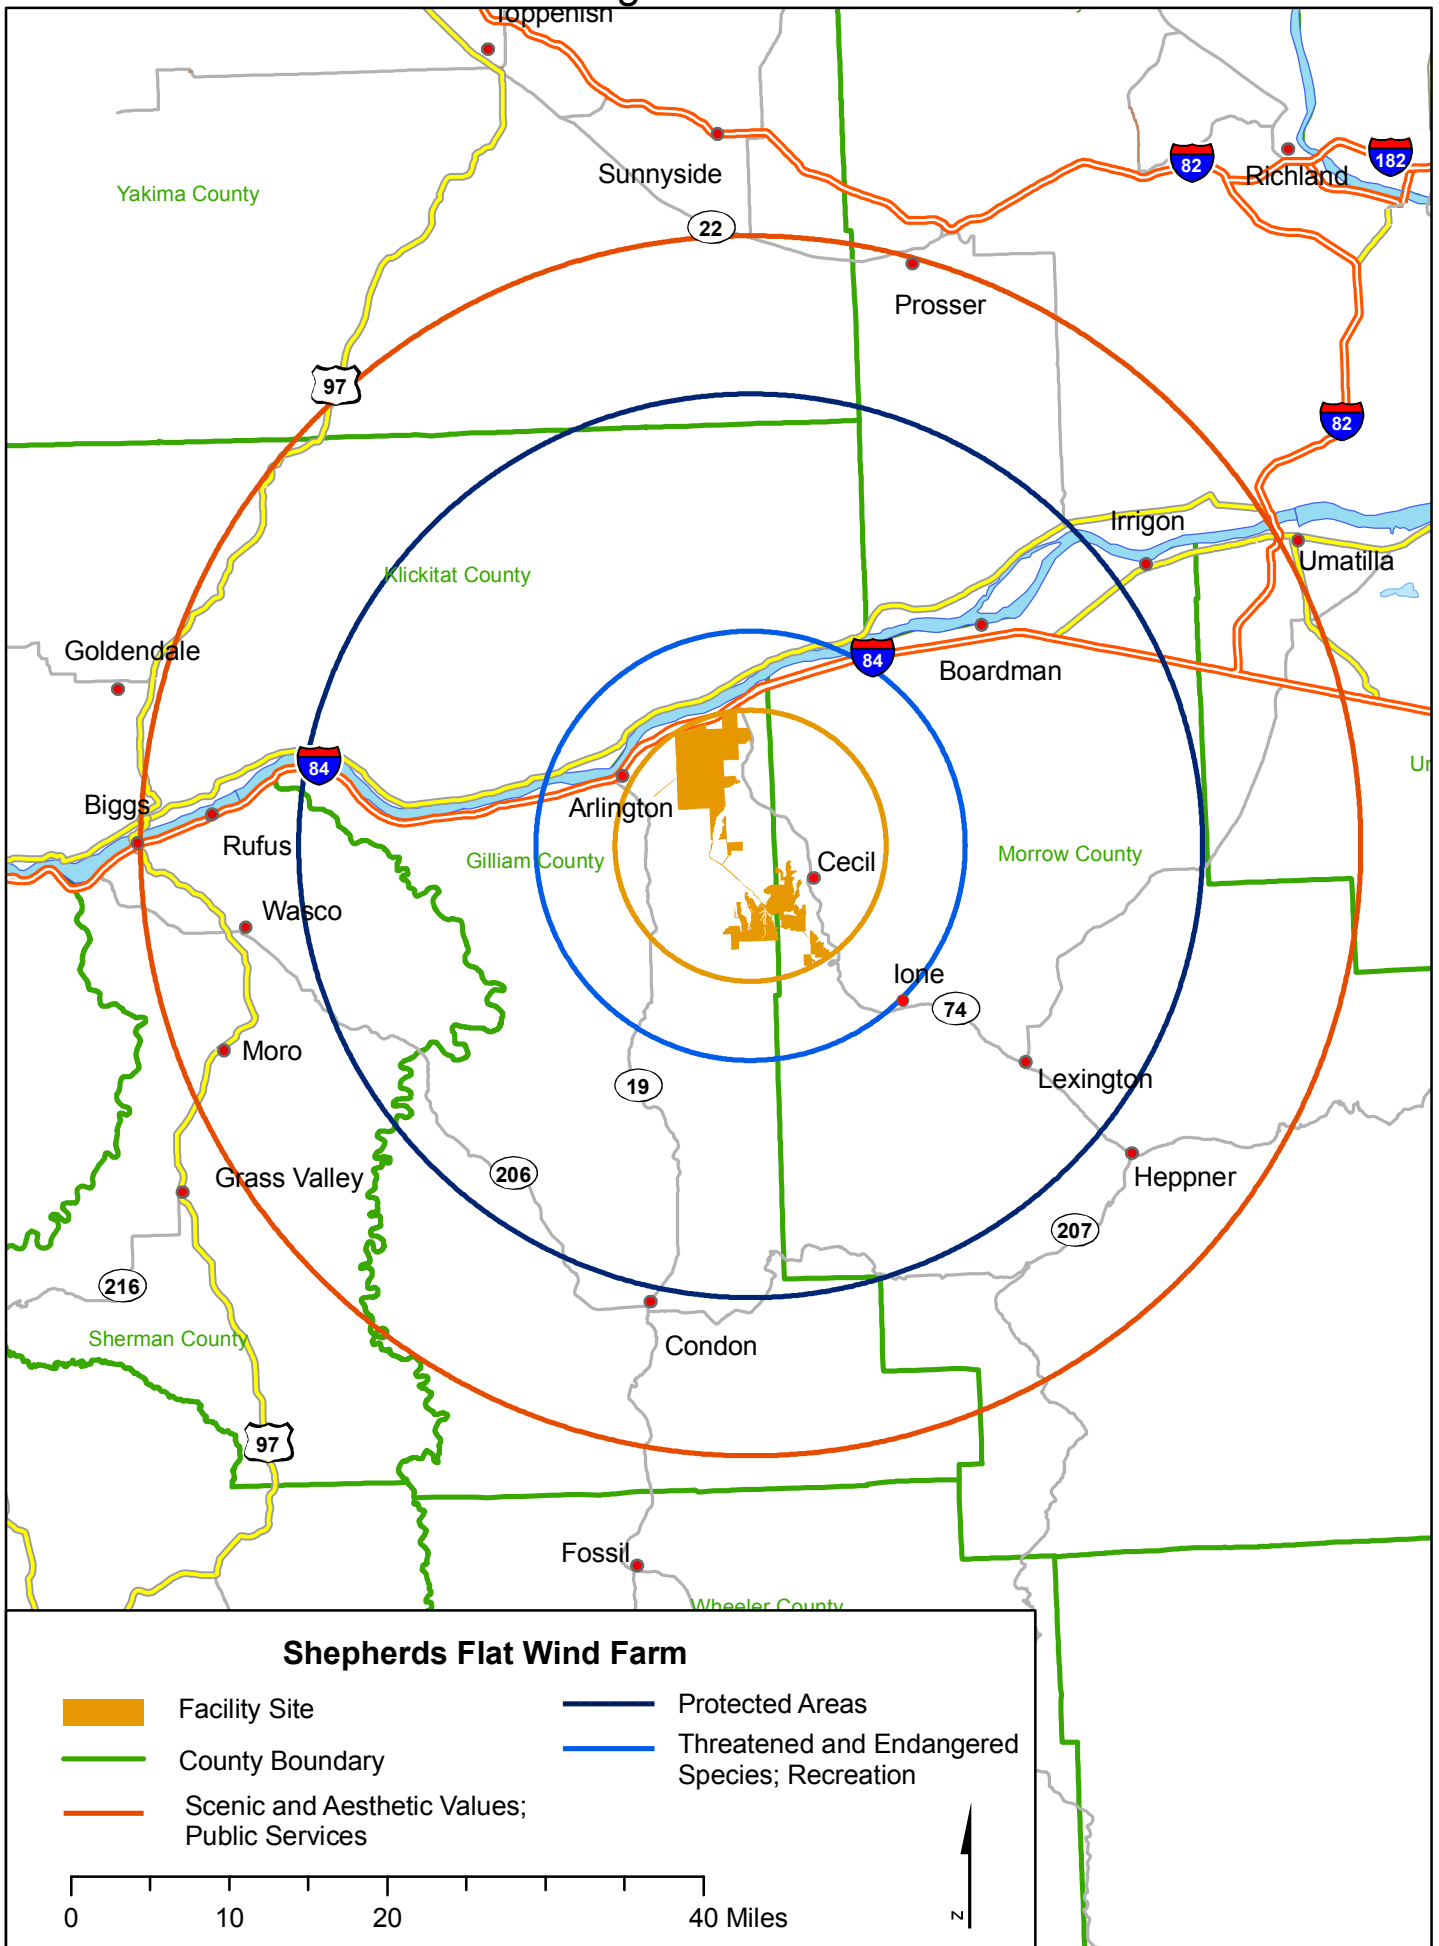 Toppenish
Sunnyside
82
Richland
182
Yakima County
22
Prosser
97
82
Irrigon
Umatilla
Klickitat County
Goldendale
84
Boardman
84
Biggs
Rufus
Arlington
Gilliam County
Cecil
Morrow County
Wasco
Ione
74
Moro
19
Lexington
Grass Valley
206
Heppner
207
216
Sherman County
Condon
97
Fossil
Wheeler County
Shepherds Flat Wind Farm
Facility Site
County Boundary
Scenic and Aesthetic Values;
Public Services
Protected Areas
Threatened and Endangered
Species; Recreation
0 10 20 40 Miles
N